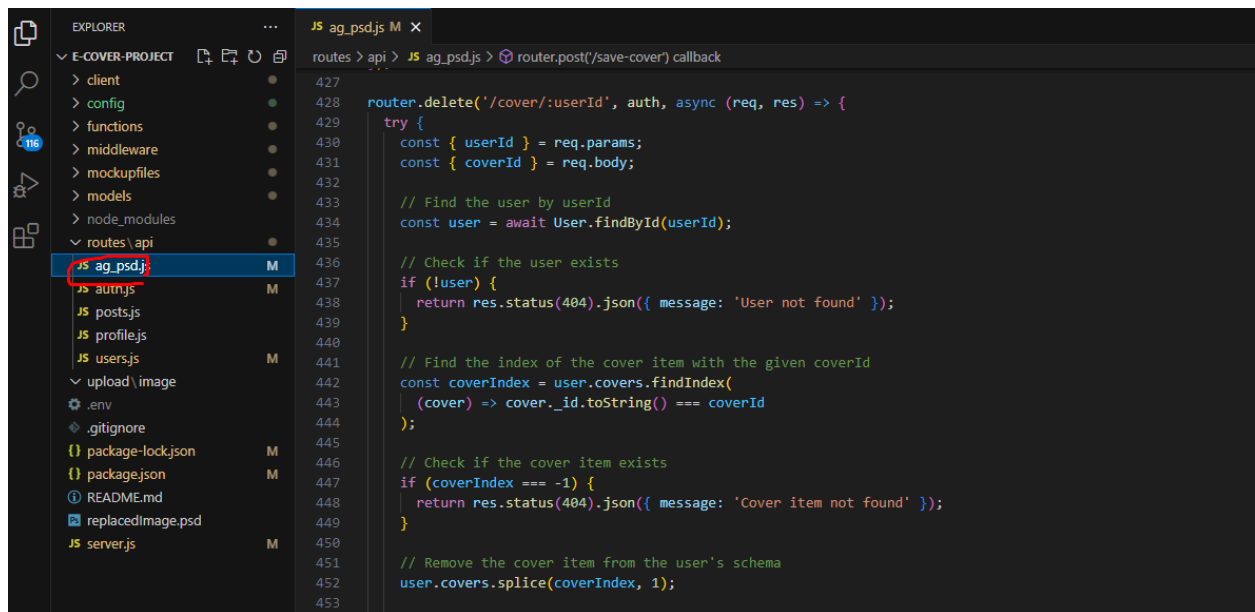 EXPLORER
E-COVER-PROJECT
client
config
functions
middleware
mockupfiles
models
node_modules
routes\api
JS ag_psd.js M
JS auth.js M
JS posts.js
JS profile.js
JS users.js M
upload\image
.env
.gitignore
{} package-lock.json M
{} package.json M
README.md
replacedImage.psd
JS server.js M
116
JS ag_psd.js M
routes > api > JS ag_psd.js > router.post('/save-cover') callback
427
428 router.delete('/cover/:userId', auth, async (req, res) => {
429 try {
430 const { userId } = req.params;
431 const { coverId } = req.body;
432
433 // Find the user by userId
434 const user = await User.findById(userId);
435
436 // Check if the user exists
437 if (!user) {
438 return res.status(404).json({ message: 'User not found' });
439 }
440
441 // Find the index of the cover item with the given coverId
442 const coverIndex = user.covers.findIndex(
443 (cover) => cover._id.toString() === coverId
444 );
445
446 // Check if the cover item exists
447 if (coverIndex === -1) {
448 return res.status(404).json({ message: 'Cover item not found' });
449 }
450
451 // Remove the cover item from the user's schema
452 user.covers.splice(coverIndex, 1);
453